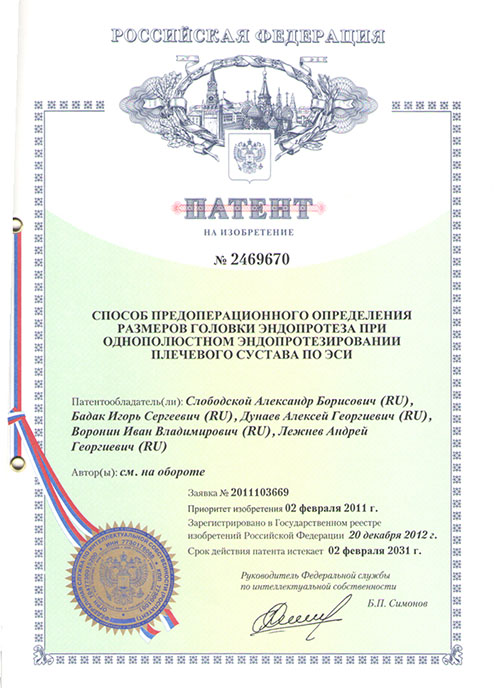 РОССИЙСКАЯ ФЕДЕРАЦИЯ
ПАТЕНТ
НА ИЗОБРЕТЕНИЕ
№ 2469670
СПОСОБ ПРЕДОПЕРАЦИОННОГО ОПРЕДЕЛЕНИЯ
РАЗМЕРОВ ГОЛОВКИ ЭНДОПРОТЕЗА ПРИ
ОДНОПОЛЮСТНОМ ЭНДОПРОТЕЗИРОВАНИИ
ПЛЕЧЕВОГО СУСТАВА ПО ЭСИ
Патентообладатель(ли): Слободской Александр Борисович (RU),
Бадак Игорь Сергеевич (RU), Дунаев Алексей Георгиевич (RU),
Воронин Иван Владимирович (RU), Лежнев Андрей
Георгиевич (RU)
Автор(ы): см. на обороте
Заявка № 2011103669
Приоритет изобретения 02 февраля 2011 г.
Зарегистрировано в Государственном реестре
изобретений Российской Федерации 20 декабря 2012 г.
Срок действия патента истекает 02 февраля 2031 г.
Руководитель Федеральной службы
по интеллектуальной собственности
Б.П. Симонов